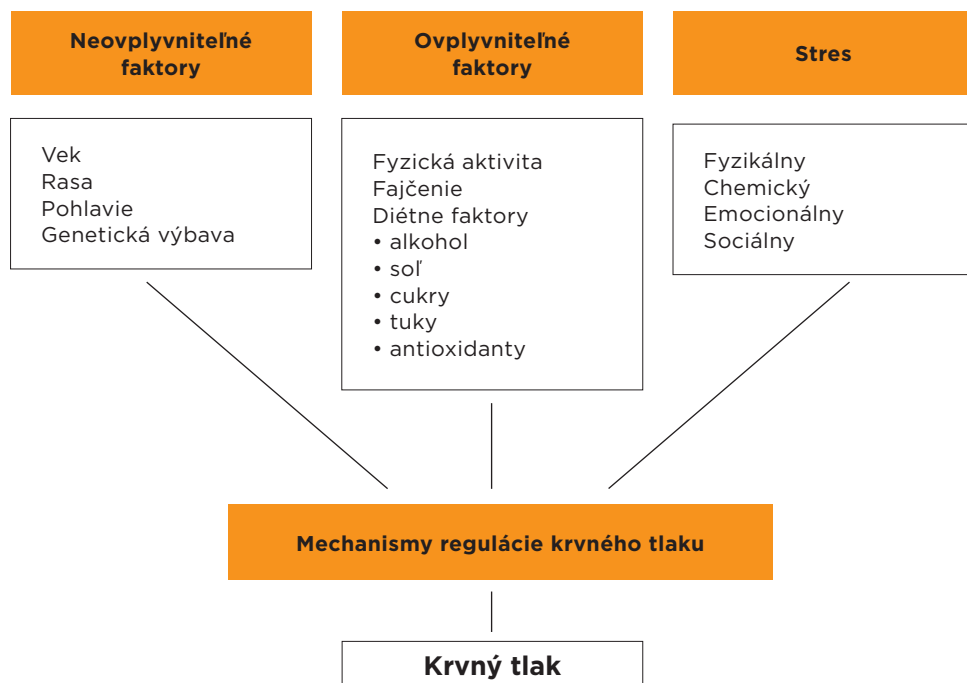 Neovplyvniteľné
faktory
Vek
Rasa
Pohlavie
Genetická výbava
Ovplyvniteľné
faktory
Fyzická aktivita
Fajčenie
Diétne faktory
• alkohol
• soľ
• cukry
• tuky
• antioxidanty
Stres
Fyzikálny
Chemický
Emocionálny
Sociálny
Mechanismy regulácie krvného tlaku
Krvný tlak